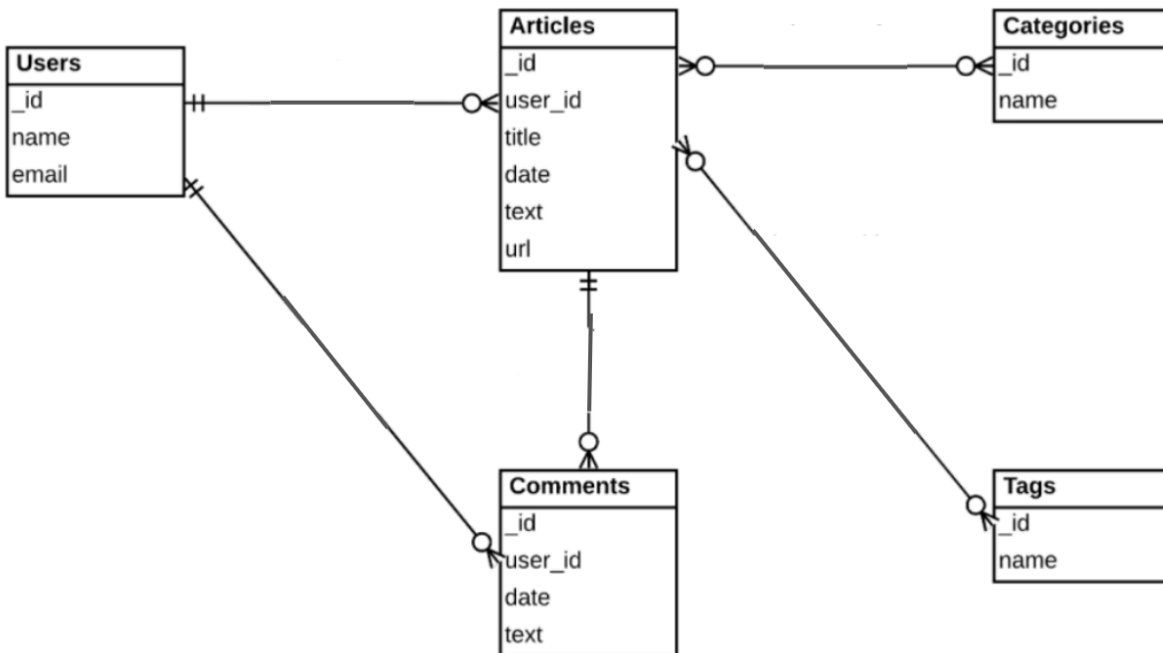 Users
_id
name
email
Articles
_id
user_id
title
date
text
url
Categories
_id
name
Comments
_id
user_id
date
text
Tags
_id
name